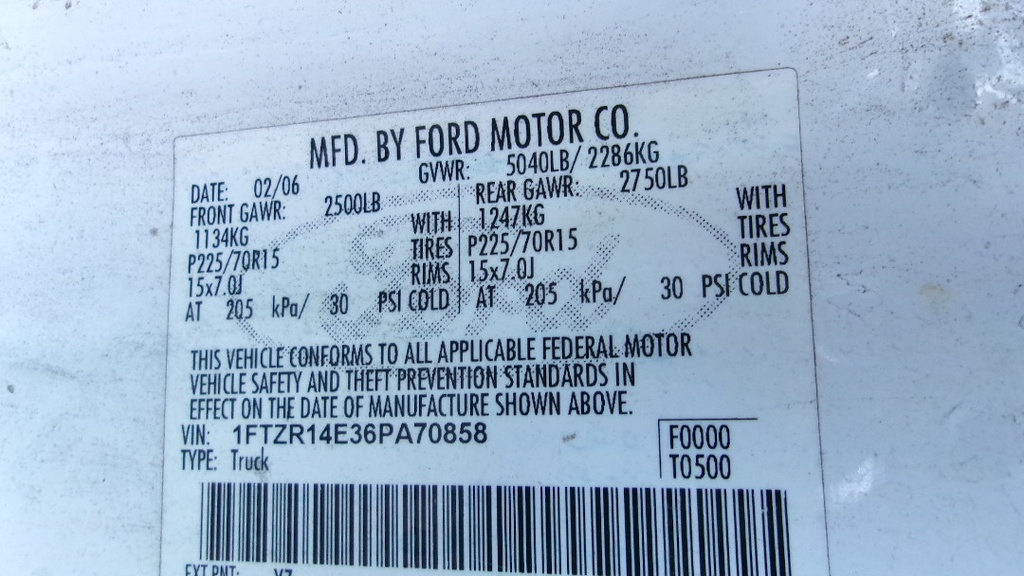 MFD. BY FORD MOTOR CO.
DATE: 02/06 GVWR: 5040LB/ 2286KG
FRONT GAWR: 2500LB REAR GAWR: 2750LB
1134KG WITH 1247KG WITH
P225/70R15 TIRES P225/70R15 TIRES
15x7.0J RIMS 15x7.0J RIMS
AT 205 kPa/ 30 PSI COLD AT 205 kPa/ 30 PSI COLD
THIS VEHICLE CONFORMS TO ALL APPLICABLE FEDERAL MOTOR
VEHICLE SAFETY AND THEFT PREVENTION STANDARDS IN
EFFECT ON THE DATE OF MANUFACTURE SHOWN ABOVE.
VIN: 1FTZR14E36PA70858 F0000
TYPE: Truck T0500
EXT PNT: YZ